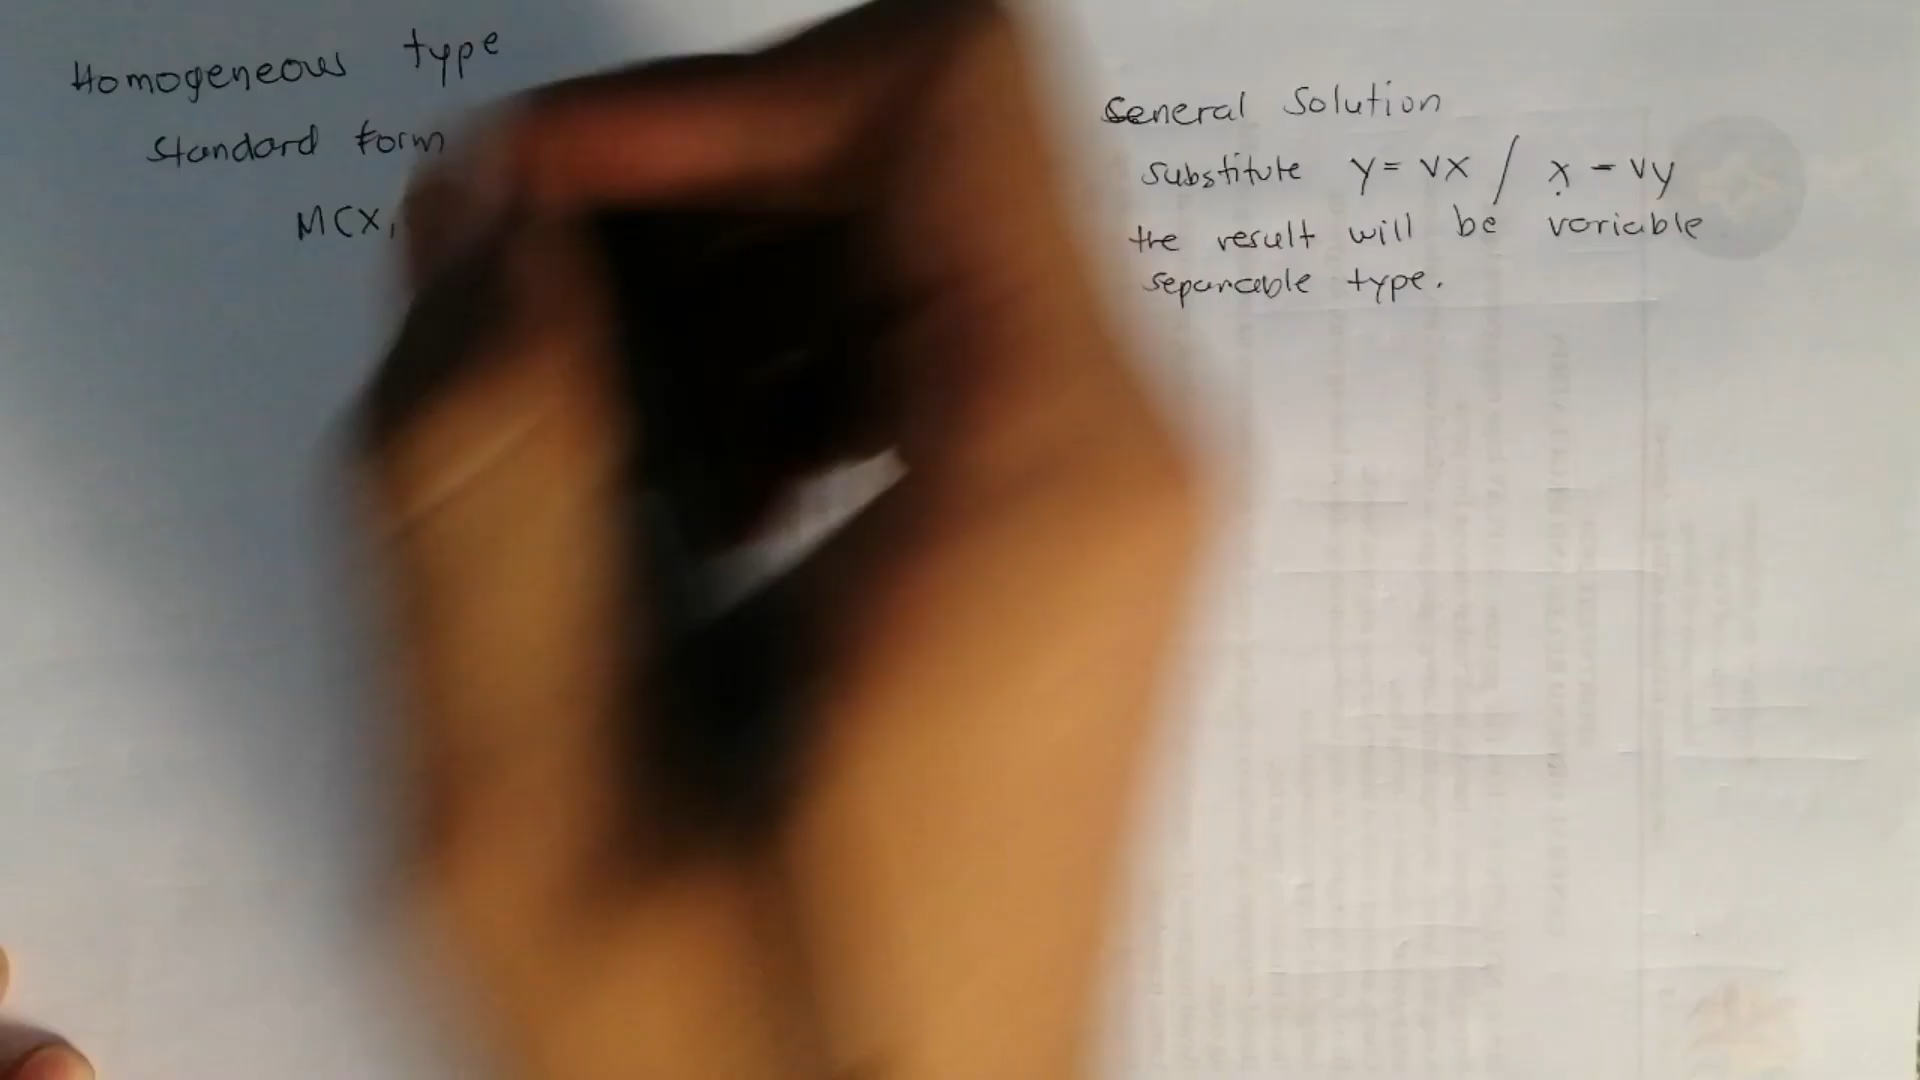 Homogeneous type
Standard form
M(x,
General Solution
substitute y = vx / x = vy
the result will be variable
separable type.